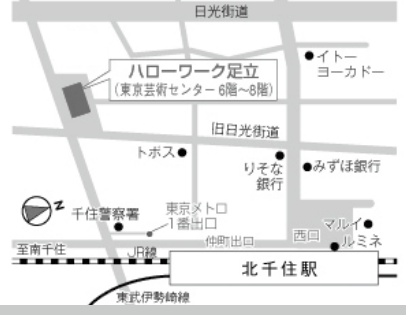 日光街道
イトー
ヨーカドー
ハローワーク足立
(東京芸術センター 6階〜8階)
旧日光街道
トポス
りそな
銀行
みずほ銀行
N
千住警察署
東京メトロ
1番出口
仲町出口
西口
マルイ
ルミネ
至南千住
JR線
北千住駅
東武伊勢崎線